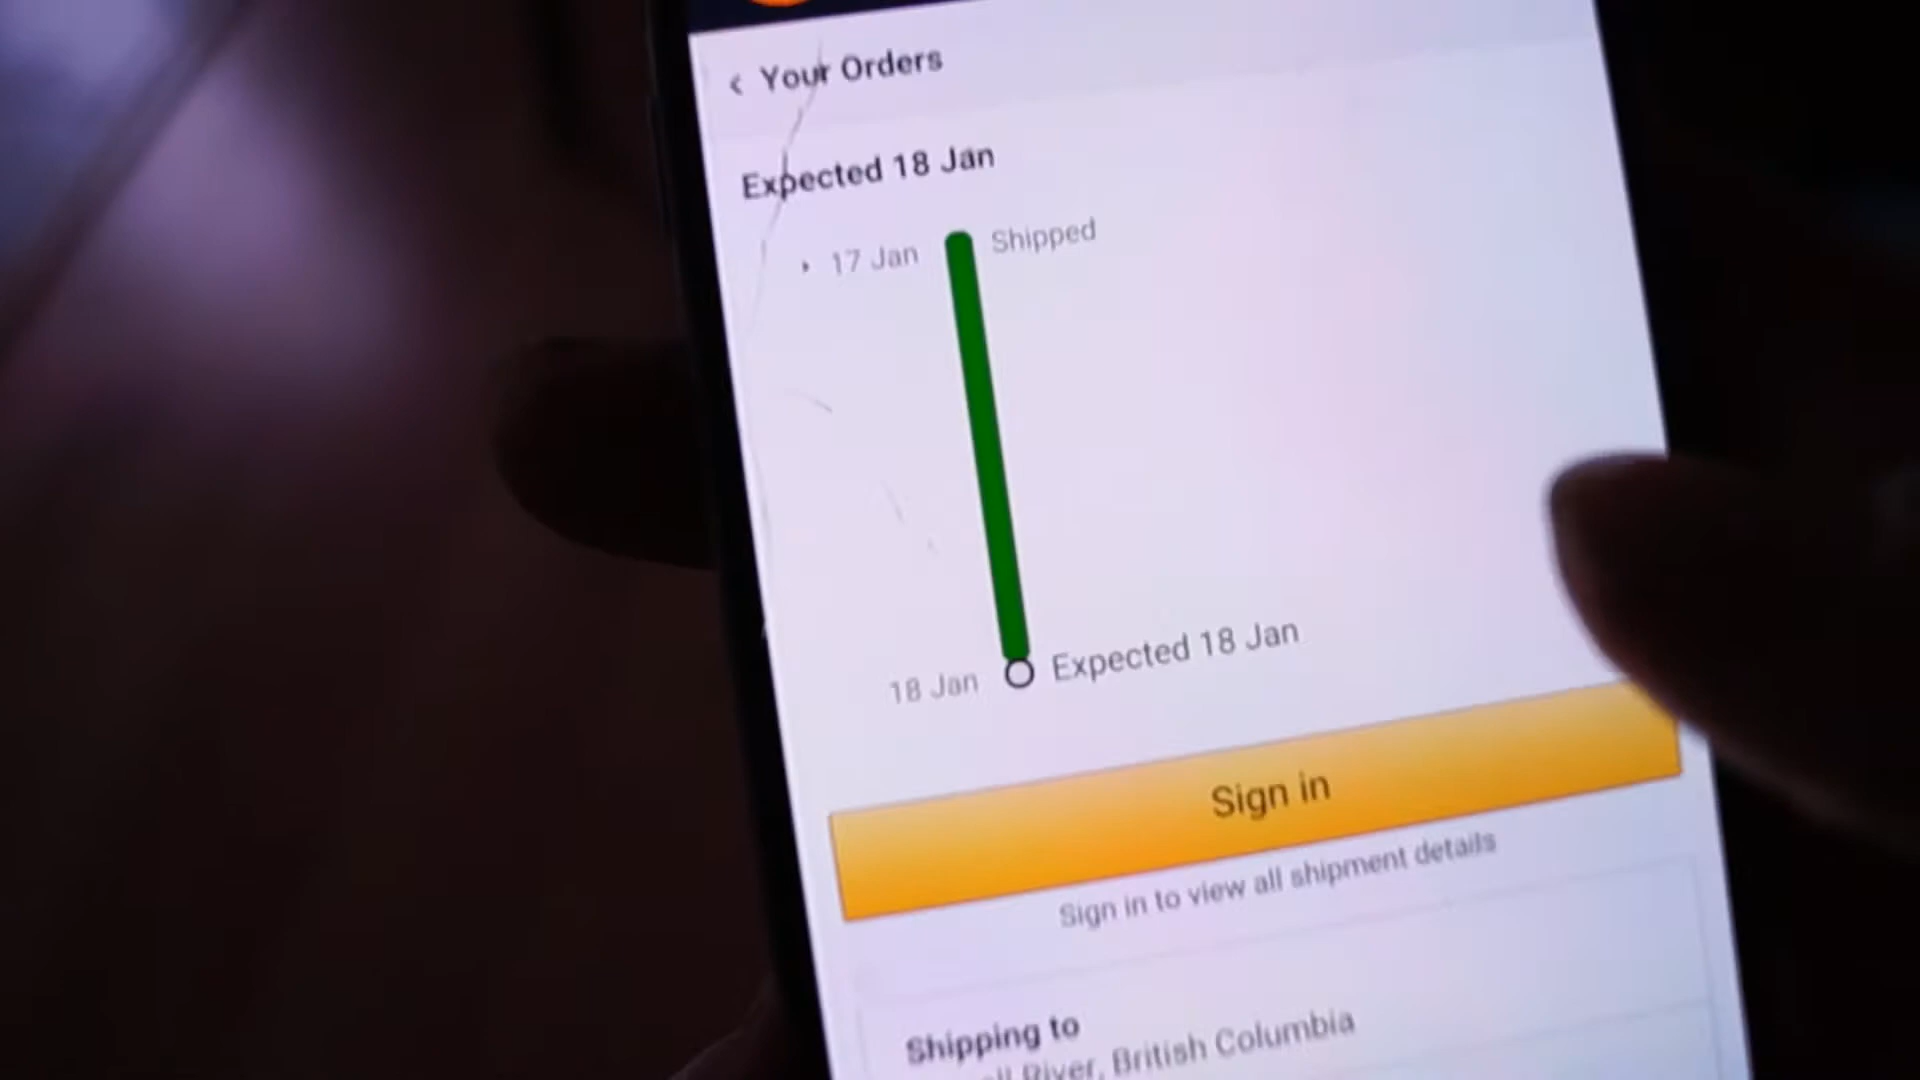 ‹ Your Orders
Expected 18 Jan
17 Jan Shipped
18 Jan Expected 18 Jan
Sign in
Sign in to view all shipment details
Shipping to
River, British Columbia